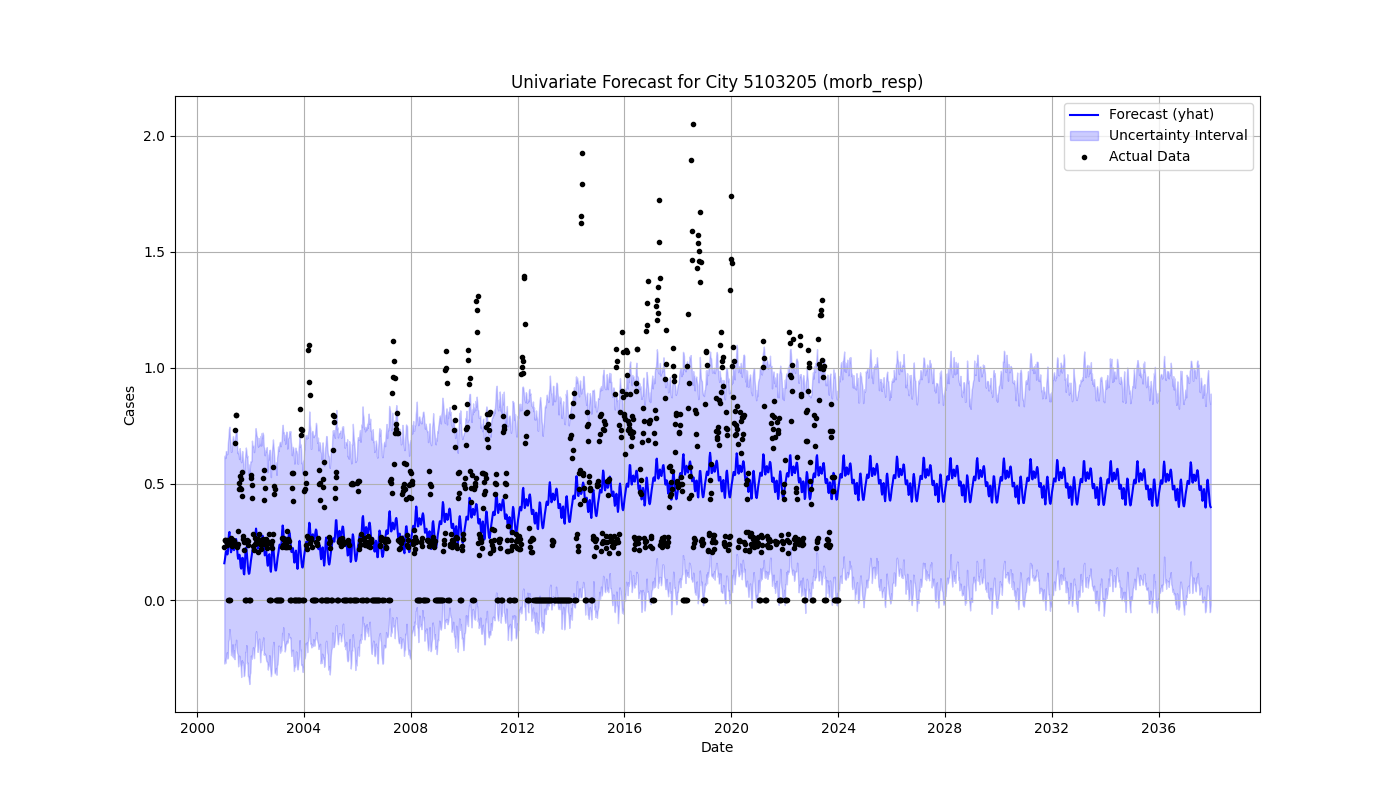 Univariate Forecast for City 5103205 (morb_resp)
Forecast (yhat)
Uncertainty Interval
Actual Data
Cases
2.0
1.5
1.0
0.5
0.0
2000 2004 2008 2012 2016 2020 2024 2028 2032 2036
Date